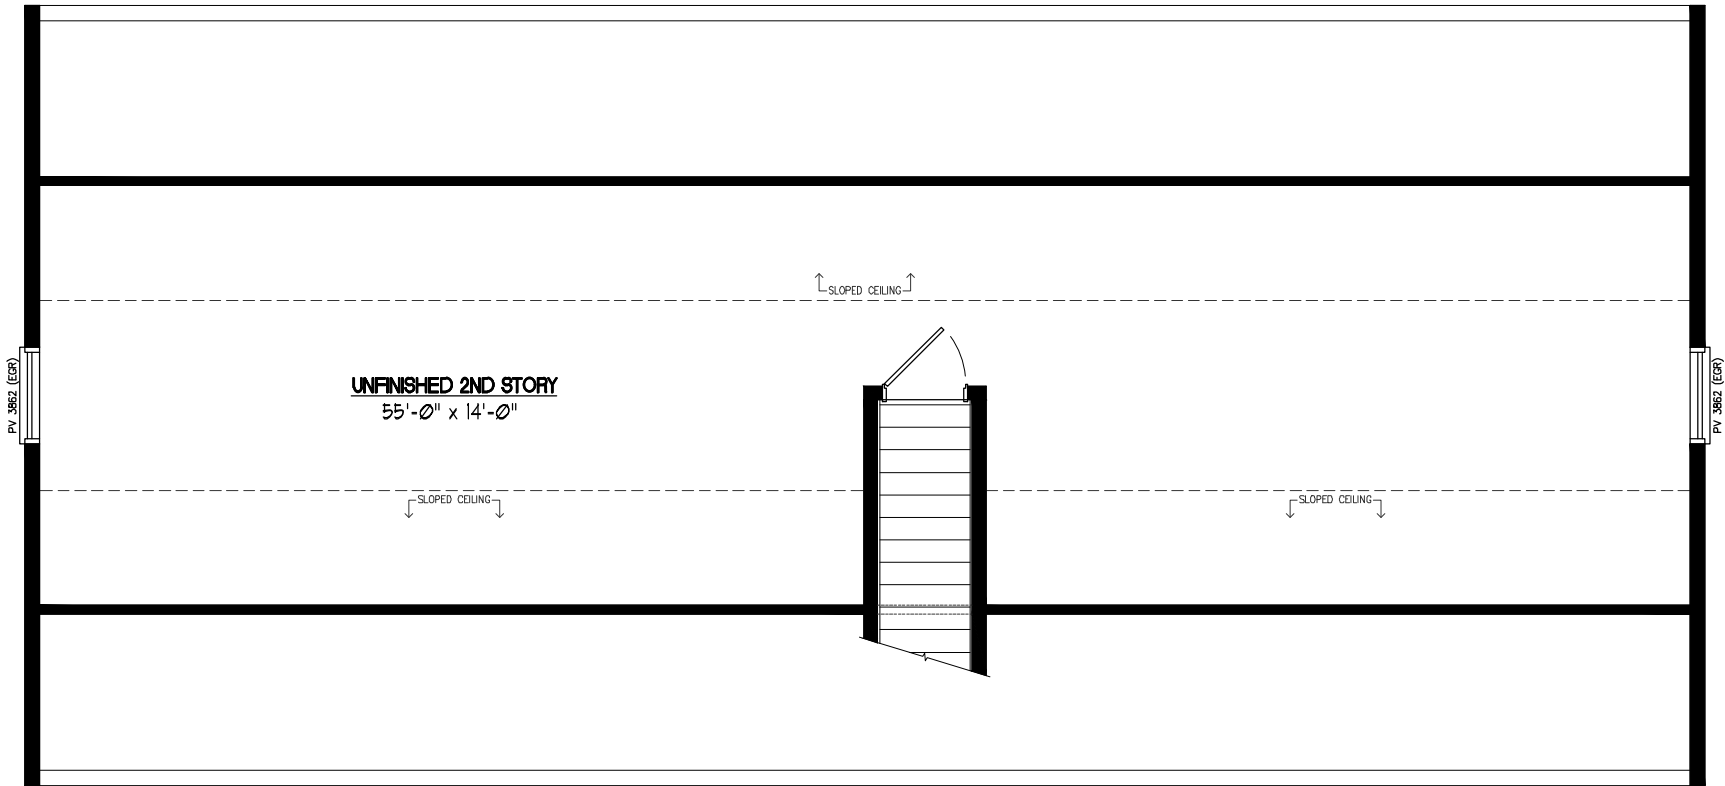 SLOPED CEILING
PV 3862 (EGR)
UNFINISHED 2ND STORY
55'-0" x 14'-0"
PV 3862 (EGR)
SLOPED CEILING
SLOPED CEILING